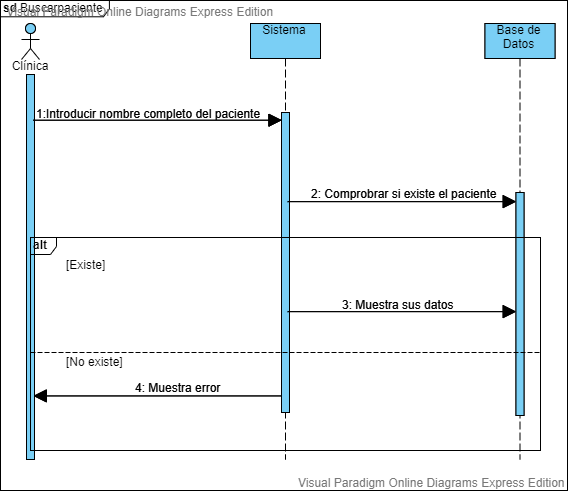 sd Buscarpaciente
Visual Paradigm Online Diagrams Express Edition
Clínica
Sistema
Base de
Datos
1:Introducir nombre completo del paciente
2: Comprobrar si existe el paciente
alt
[Existe]
3: Muestra sus datos
[No existe]
4: Muestra error
Visual Paradigm Online Diagrams Express Edition